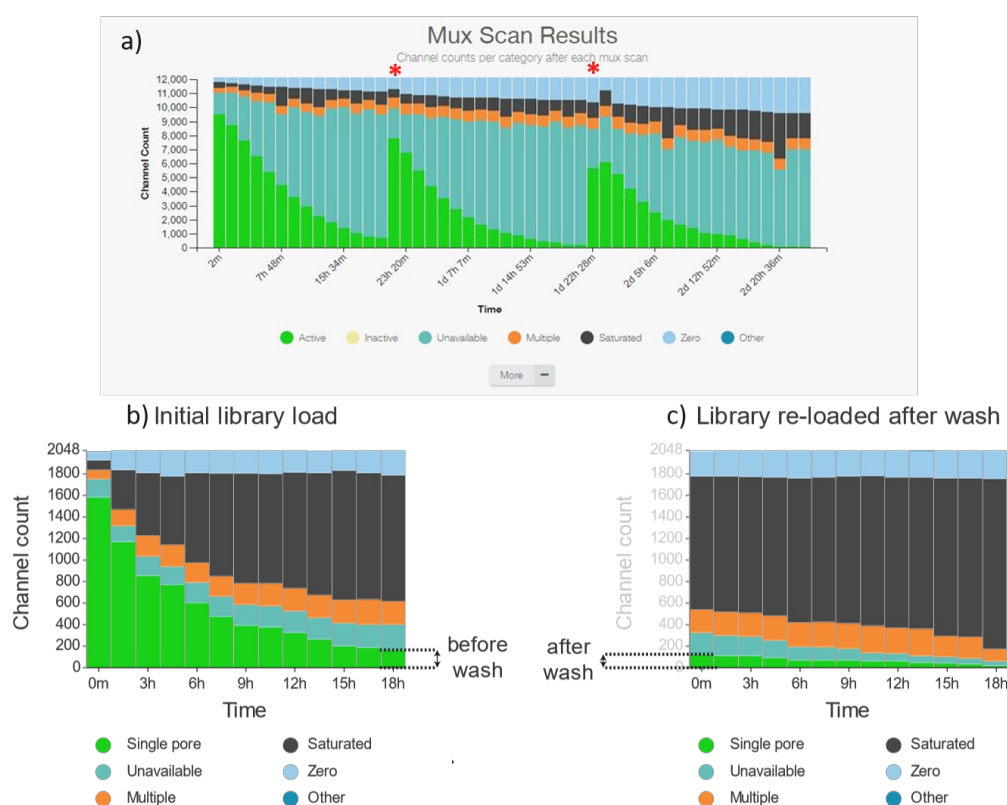 a)
Mux Scan Results
Channel counts per category after each mux scan
* *
Channel Count
12,000
11,000
10,000
9,000
8,000
7,000
6,000
5,000
4,000
3,000
2,000
1,000
0
2m 7h 48m 15h 34m 23h 20m 1d 7h 7m 1d 14h 53m 1d 22h 28m 2d 5h 6m 2d 12h 52m 2d 20h 36m
Time
Active Inactive Unavailable Multiple Saturated Zero Other
More −
b) Initial library load
Channel count
2048
1800
1600
1400
1200
1000
800
600
400
200
0
0m 3h 6h 9h 12h 15h 18h
Time
before
wash
Single pore Saturated
Unavailable Zero
Multiple Other
c) Library re-loaded after wash
Channel count
2048
1800
1600
1400
1200
1000
800
600
400
200
0
0m 3h 6h 9h 12h 15h 18h
Time
after
wash
Single pore Saturated
Unavailable Zero
Multiple Other